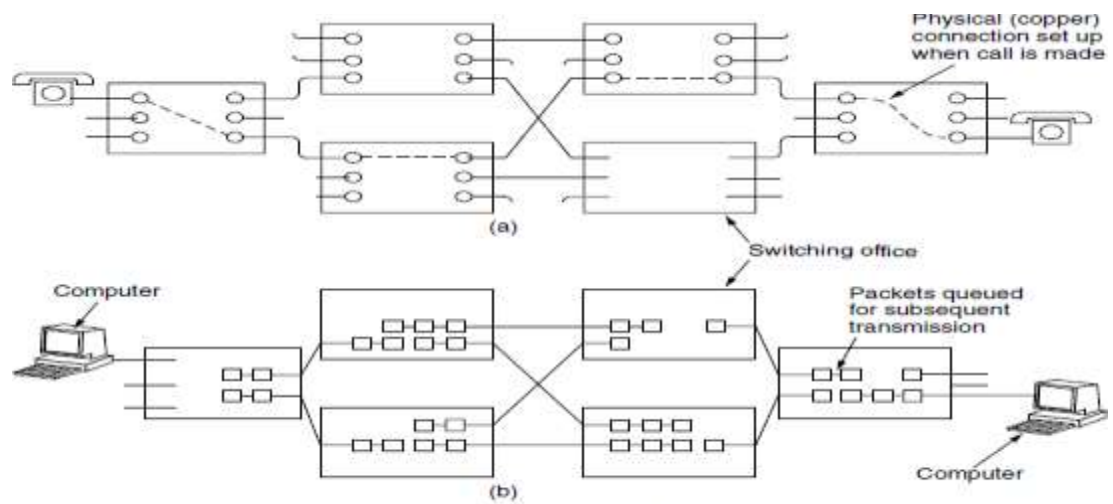 Physical (copper)
connection set up
when call is made
(a)
Switching office
Computer
Packets queued
for subsequent
transmission
Computer
(b)